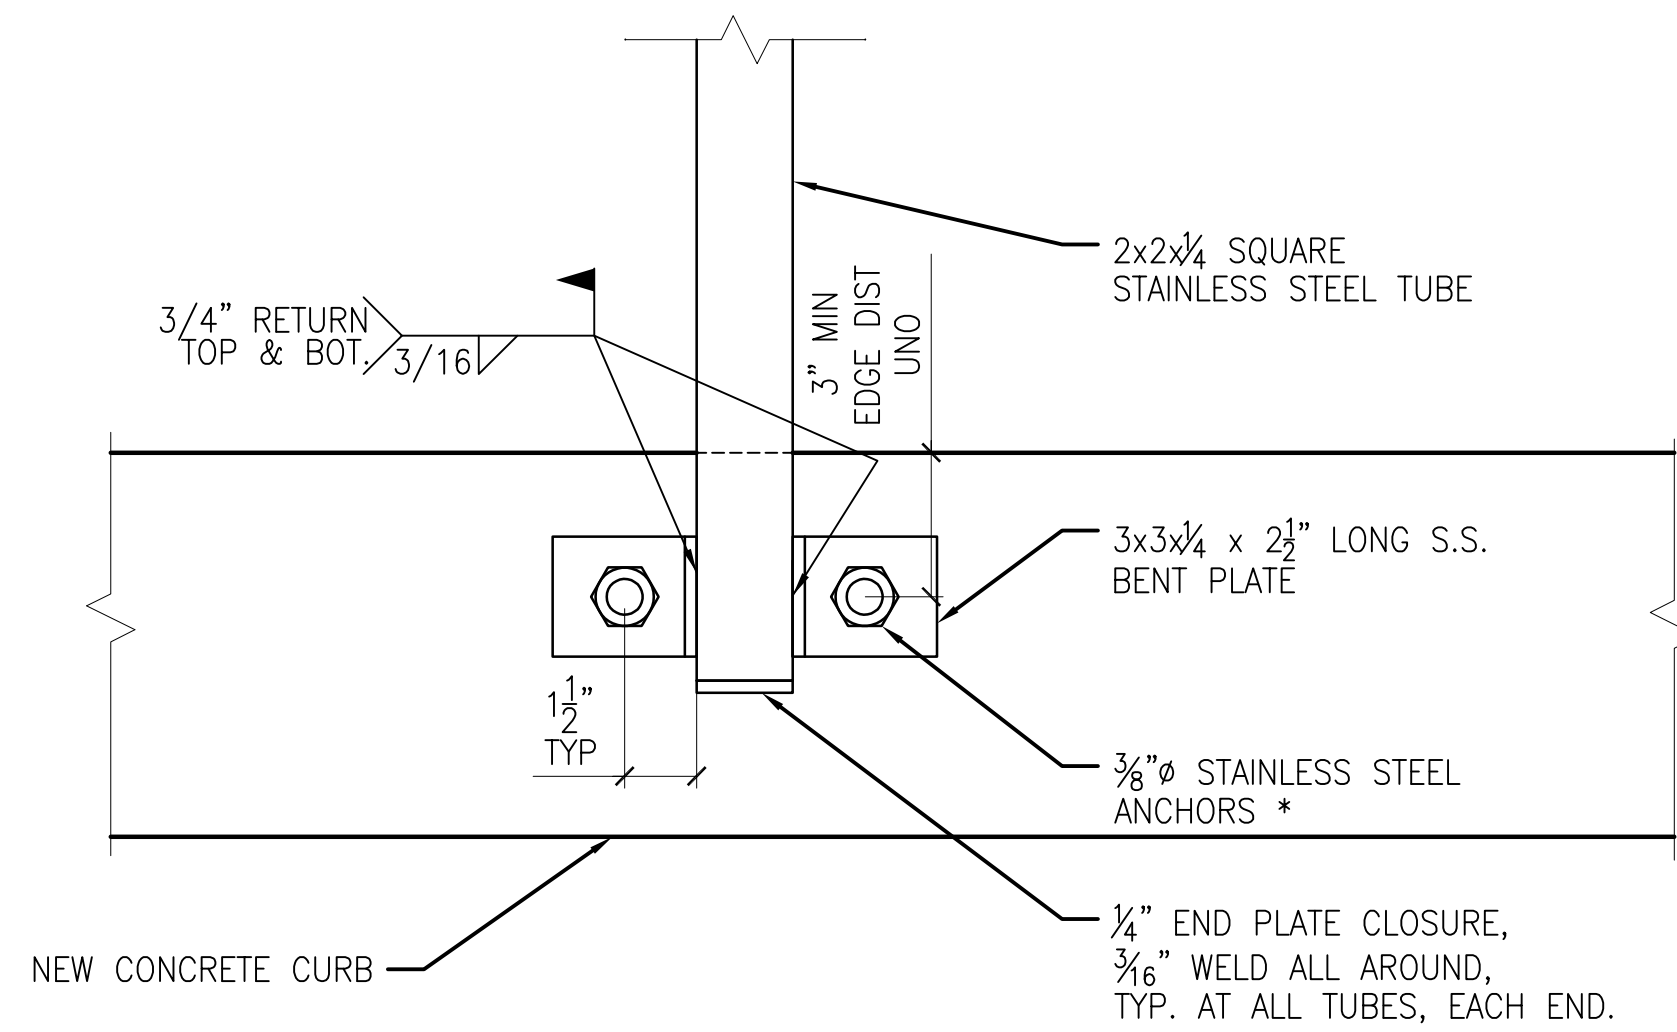 2x2x¼ SQUARE
STAINLESS STEEL TUBE
3/4” RETURN
TOP & BOT.
3/16
3” MIN
EDGE DIST
UNO
3x3x¼ x 2½” LONG S.S.
BENT PLATE
1½”
TYP
⅜”ø STAINLESS STEEL
ANCHORS *
¼” END PLATE CLOSURE,
3⁄16” WELD ALL AROUND,
TYP. AT ALL TUBES, EACH END.
NEW CONCRETE CURB